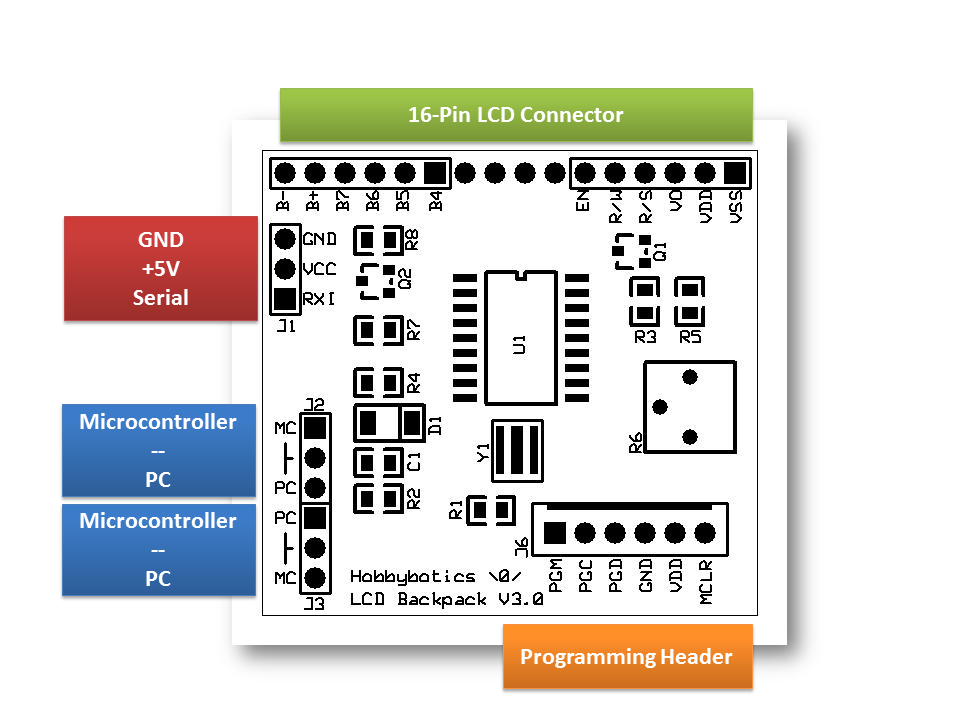 16-Pin LCD Connector
B- B+ B7 B6 B5 B4 EN R/W R/S VO VDD VSS
GND
+5V
Serial
GND
VCC
RXI
J1
R8
Q2
R7
R4
Q1
R3 R5
U1
R6
Microcontroller
--
PC
J2
MC
PC
D1
C1
R2
Y1
R1
Microcontroller
--
PC
PC
MC
J3
J6
PGM PGC PGD GND VDD MCLR
Hobbybotics \0/
LCD Backpack V3.0
Programming Header